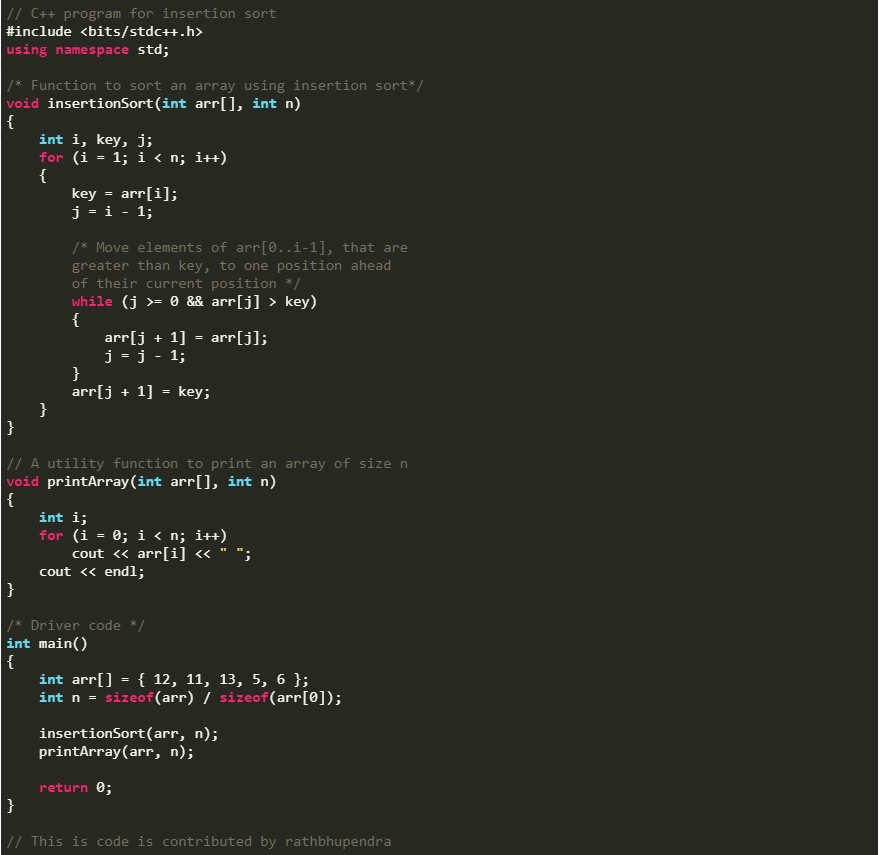 // C++ program for insertion sort
#include <bits/stdc++.h>
using namespace std;

/* Function to sort an array using insertion sort*/
void insertionSort(int arr[], int n)
{
    int i, key, j;
    for (i = 1; i < n; i++)
    {
        key = arr[i];
        j = i - 1;

        /* Move elements of arr[0..i-1], that are
        greater than key, to one position ahead
        of their current position */
        while (j >= 0 && arr[j] > key)
        {
            arr[j + 1] = arr[j];
            j = j - 1;
        }
        arr[j + 1] = key;
    }
}

// A utility function to print an array of size n
void printArray(int arr[], int n)
{
    int i;
    for (i = 0; i < n; i++)
        cout << arr[i] << " ";
    cout << endl;
}

/* Driver code */
int main()
{
    int arr[] = { 12, 11, 13, 5, 6 };
    int n = sizeof(arr) / sizeof(arr[0]);

    insertionSort(arr, n);
    printArray(arr, n);

    return 0;
}

// This is code is contributed by rathbhupendra